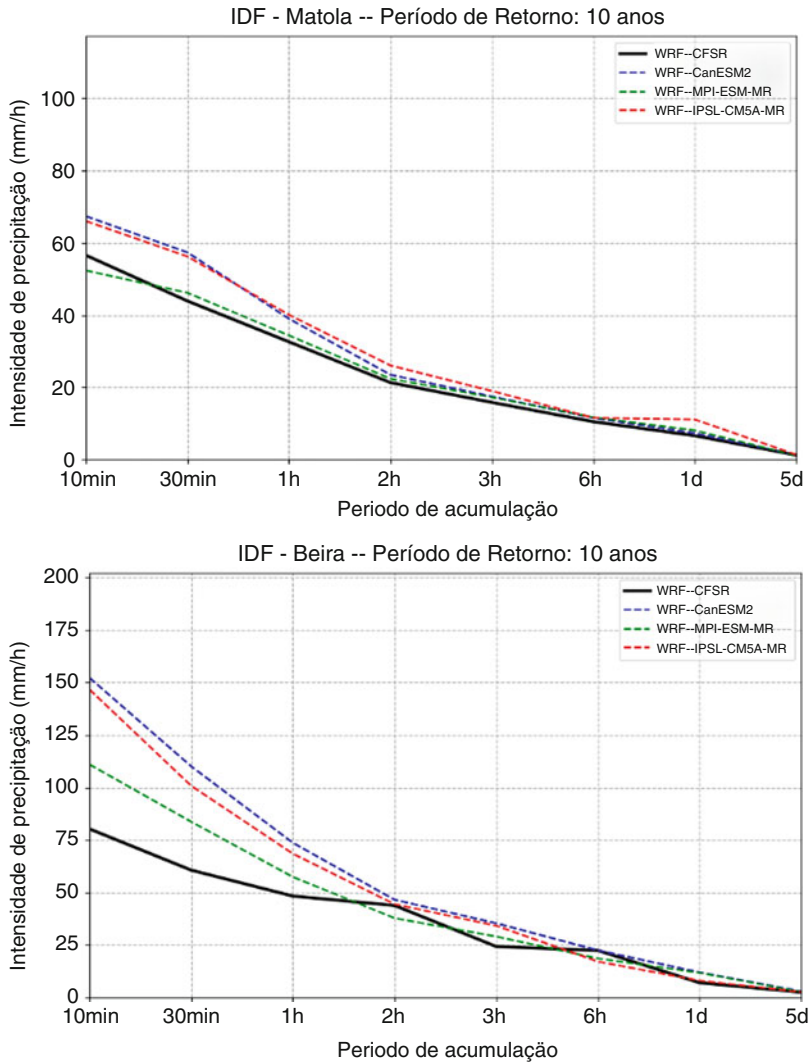 IDF - Matola -- Período de Retorno: 10 anos
WRF--CFSR
WRF--CanESM2
WRF--MPI-ESM-MR
WRF--IPSL-CM5A-MR
Intensidade de precipitação (mm/h)
100
80
60
40
20
0
10min 30min 1h 2h 3h 6h 1d 5d
Periodo de acumulação
IDF - Beira -- Período de Retorno: 10 anos
WRF--CFSR
WRF--CanESM2
WRF--MPI-ESM-MR
WRF--IPSL-CM5A-MR
Intensidade de precipitação (mm/h)
200
175
150
125
100
75
50
25
0
10min 30min 1h 2h 3h 6h 1d 5d
Periodo de acumulação